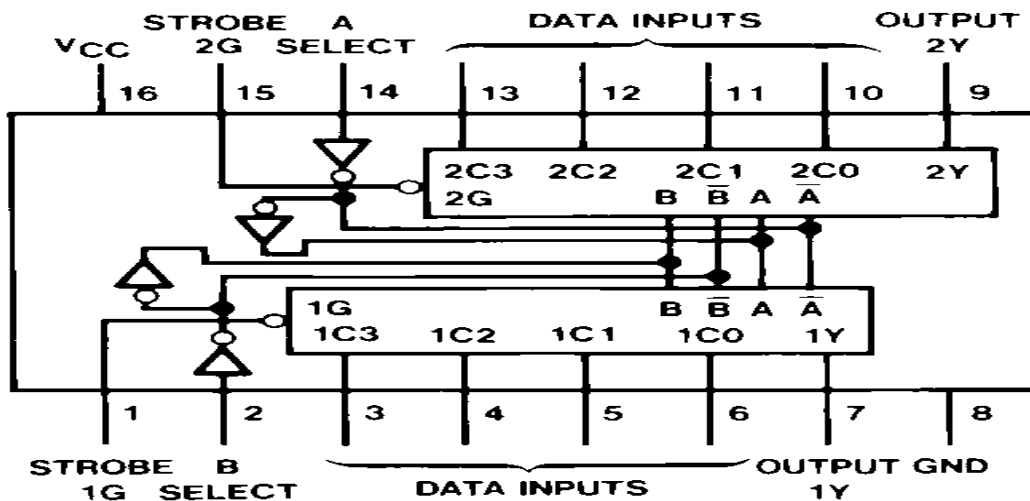 STROBE A DATA INPUTS OUTPUT
VCC 2G SELECT 2Y
16 15 14 13 12 11 10 9
2C3 2C2 2C1 2C0 2Y
2G B B̅ A A̅
1G B B̅ A A̅
1C3 1C2 1C1 1C0 1Y
1 2 3 4 5 6 7 8
STROBE B OUTPUT GND
1G SELECT DATA INPUTS 1Y